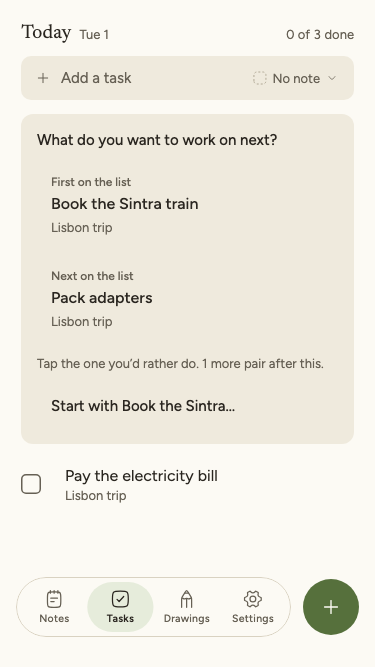 Today Tue 1 0 of 3 done
Add a task No note
What do you want to work on next?
First on the list
Book the Sintra train
Lisbon trip
Next on the list
Pack adapters
Lisbon trip
Tap the one you’d rather do. 1 more pair after this.
Start with Book the Sintra…
Pay the electricity bill
Lisbon trip
Notes Tasks Drawings Settings